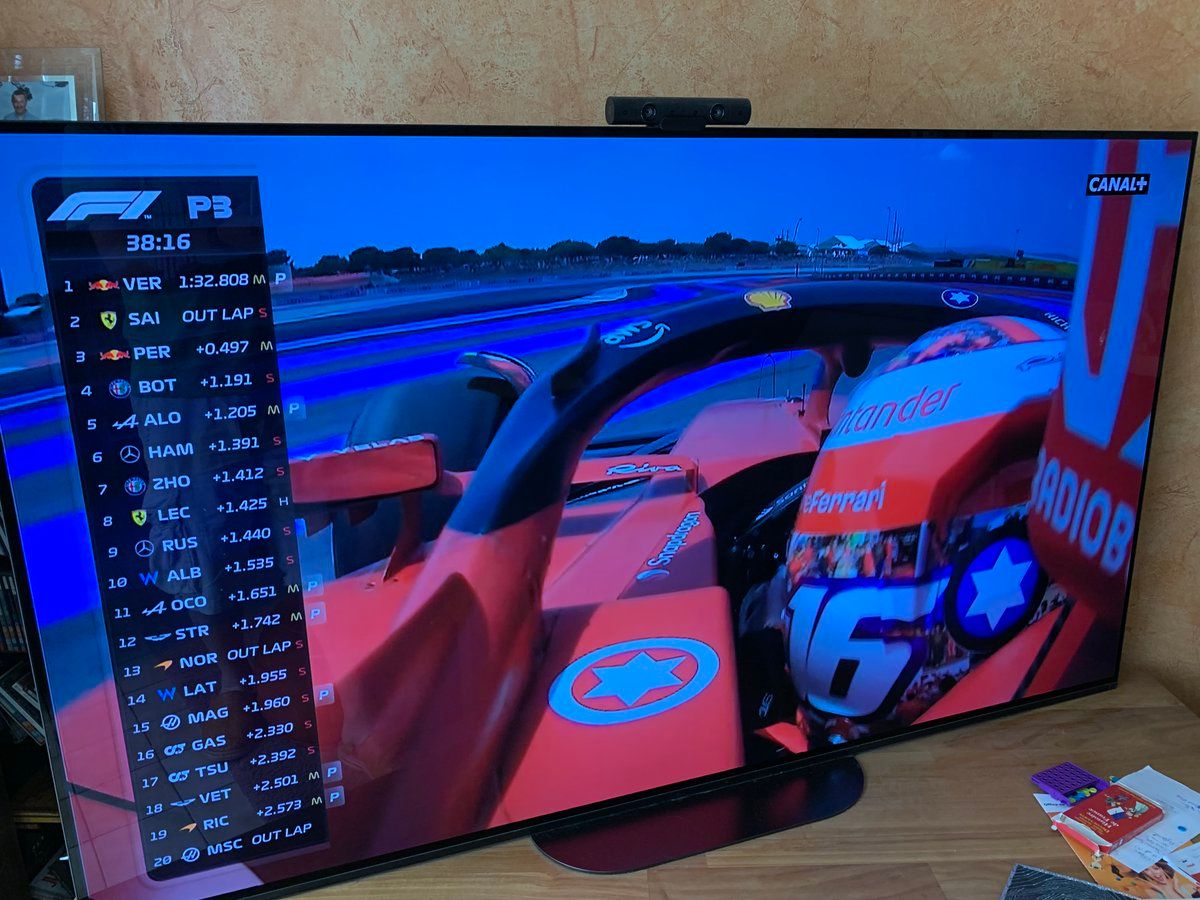 F1 P3
38:16
1 VER 1:32.808 M P
2 SAI OUT LAP S
3 PER +0.497 M
4 BOT +1.191 S
5 ALO +1.205 M P
6 HAM +1.391 S
7 ZHO +1.412 S
8 LEC +1.425 H
9 RUS +1.440 S
10 ALB +1.535 S
11 OCO +1.651 M P
12 STR +1.742 M P
13 NOR OUT LAP S
14 LAT +1.955 S
15 MAG +1.960 S P
16 GAS +2.330 S
17 TSU +2.392 S
18 VET +2.501 M P
19 RIC +2.573 M P
20 MSC OUT LAP
CANAL+
Riva
Snapdragon
antander
eFerrari
16
RADIOB